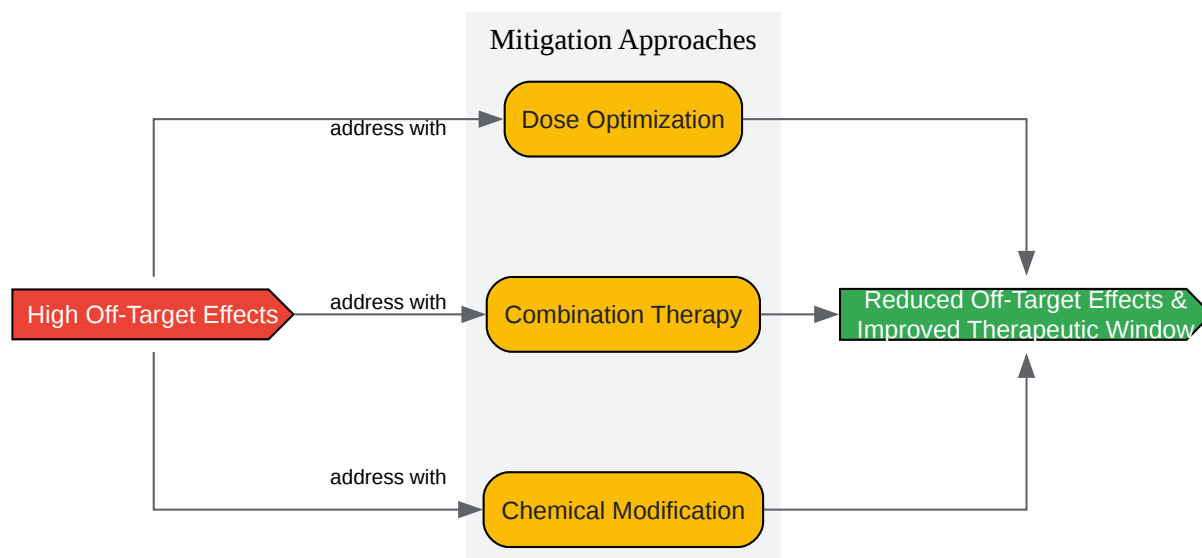 Mitigation Approaches
Dose Optimization
address with
High Off-Target Effects
address with
Combination Therapy
Reduced Off-Target Effects &
Improved Therapeutic Window
address with
Chemical Modification